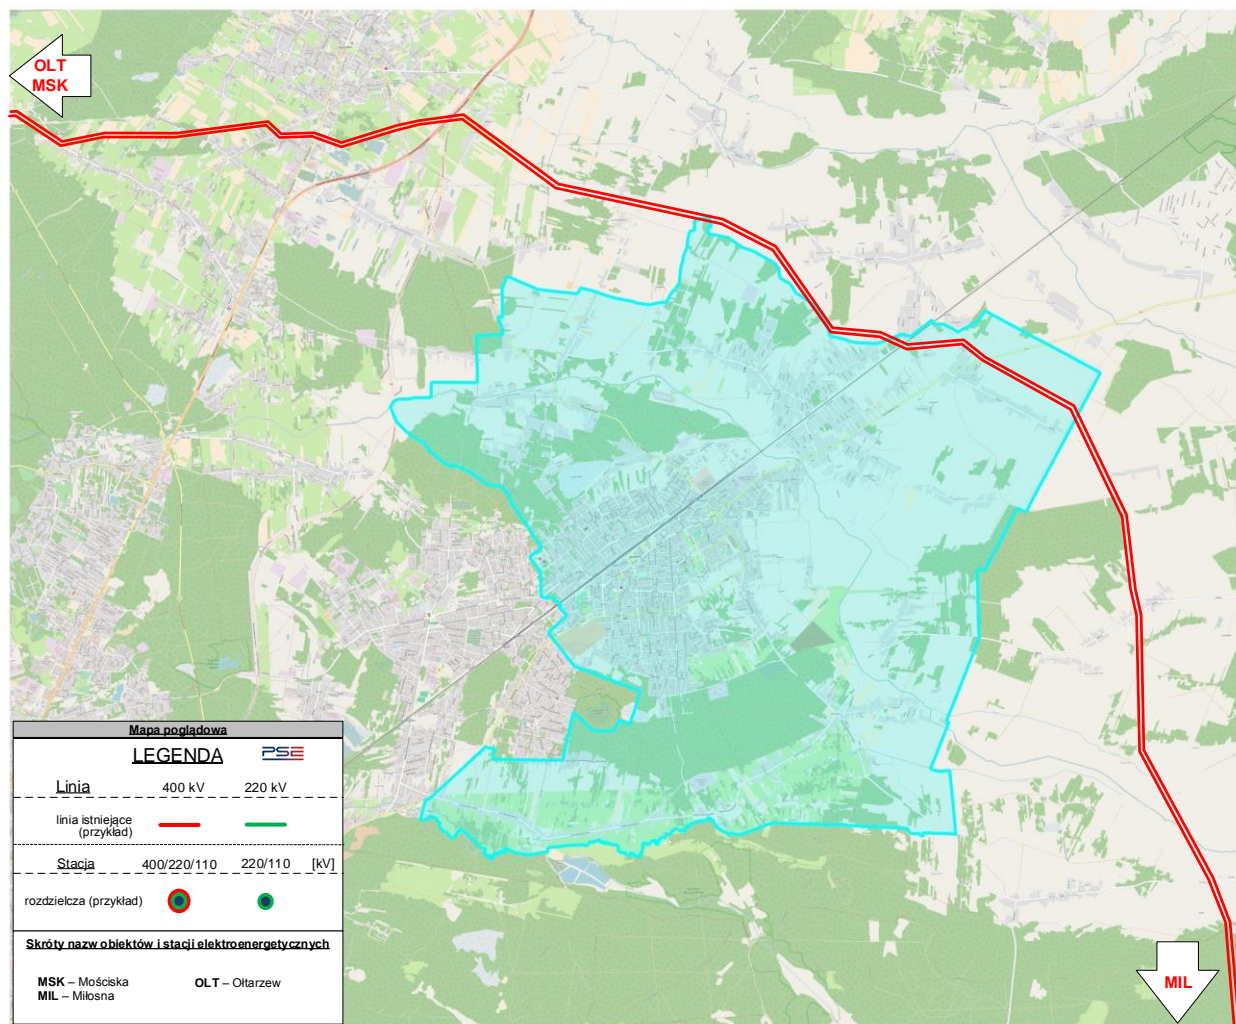 OLT
MSK
Mapa poglądowa
LEGENDA PSE
Linia 400 kV 220 kV
linia istniejące
(przykład)
Stacja 400/220/110 220/110 [kV]
rozdzielcza (przykład)
Skróty nazw obiektów i stacji elektroenergetycznych
MSK – Mościska OLT – Ołtarzew
MIL – Miłosna
MIL